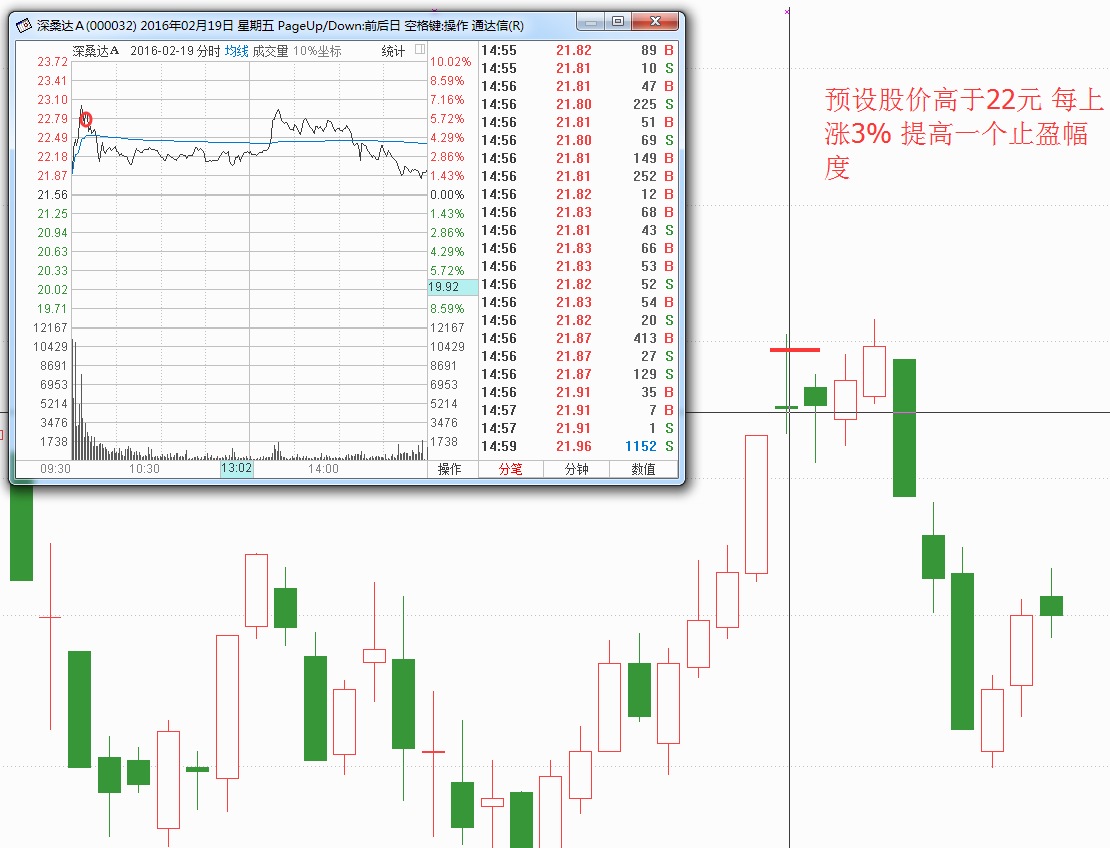 深桑达A(000032) 2016年02月19日 星期五 PageUp/Down:前后日 空格键:操作 通达信(R)
深桑达A 2016-02-19 分时 均线 成交量 10%坐标 统计
23.72 10.02%
23.41 8.59%
23.10 7.16%
22.79 5.72%
22.49 4.29%
22.18 2.86%
21.87 1.43%
21.56 0.00%
21.25 1.43%
20.94 2.86%
20.63 4.29%
20.33 5.72%
20.02 19.92
19.71 8.59%
12167 12167
10429 10429
8691 8691
6953 6953
5214 5214
3476 3476
1738 1738
09:30 10:30 13:02 14:00 操作
14:55 21.82 89 B
14:55 21.81 10 S
14:56 21.81 47 B
14:56 21.80 225 S
14:56 21.81 51 B
14:56 21.80 69 S
14:56 21.81 149 B
14:56 21.81 252 B
14:56 21.82 12 B
14:56 21.83 68 B
14:56 21.81 43 S
14:56 21.83 66 B
14:56 21.83 53 B
14:56 21.82 52 S
14:56 21.83 54 B
14:56 21.82 20 S
14:56 21.87 413 B
14:56 21.87 27 S
14:56 21.87 129 S
14:56 21.91 35 B
14:57 21.91 7 B
14:57 21.91 1 S
14:59 21.96 1152 S
分笔 分钟 数值
预设股价高于22元 每上
涨3% 提高一个止盈幅
度